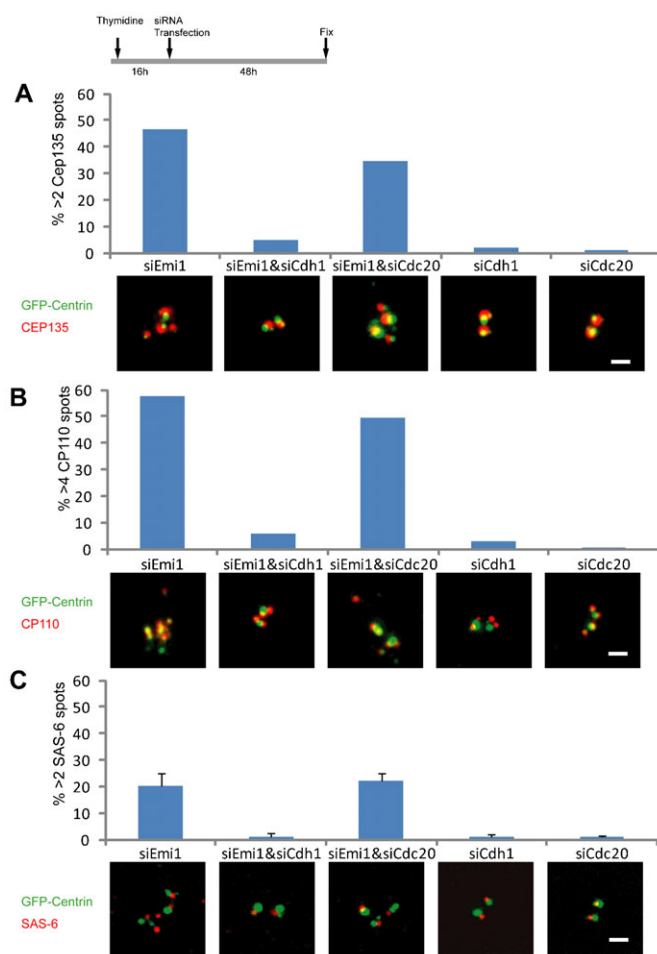 Thymidine siRNA
Transfection Fix
16h 48h
A
% >2 Cep135 spots
60
50
40
30
20
10
0
siEmi1 siEmi1&siCdh1 siEmi1&siCdc20 siCdh1 siCdc20
GFP-Centrin
CEP135
B
% >4 CP110 spots
60
50
40
30
20
10
0
siEmi1 siEmi1&siCdh1 siEmi1&siCdc20 siCdh1 siCdc20
GFP-Centrin
CP110
C
% >2 SAS-6 spots
60
50
40
30
20
10
0
siEmi1 siEmi1&siCdh1 siEmi1&siCdc20 siCdh1 siCdc20
GFP-Centrin
SAS-6